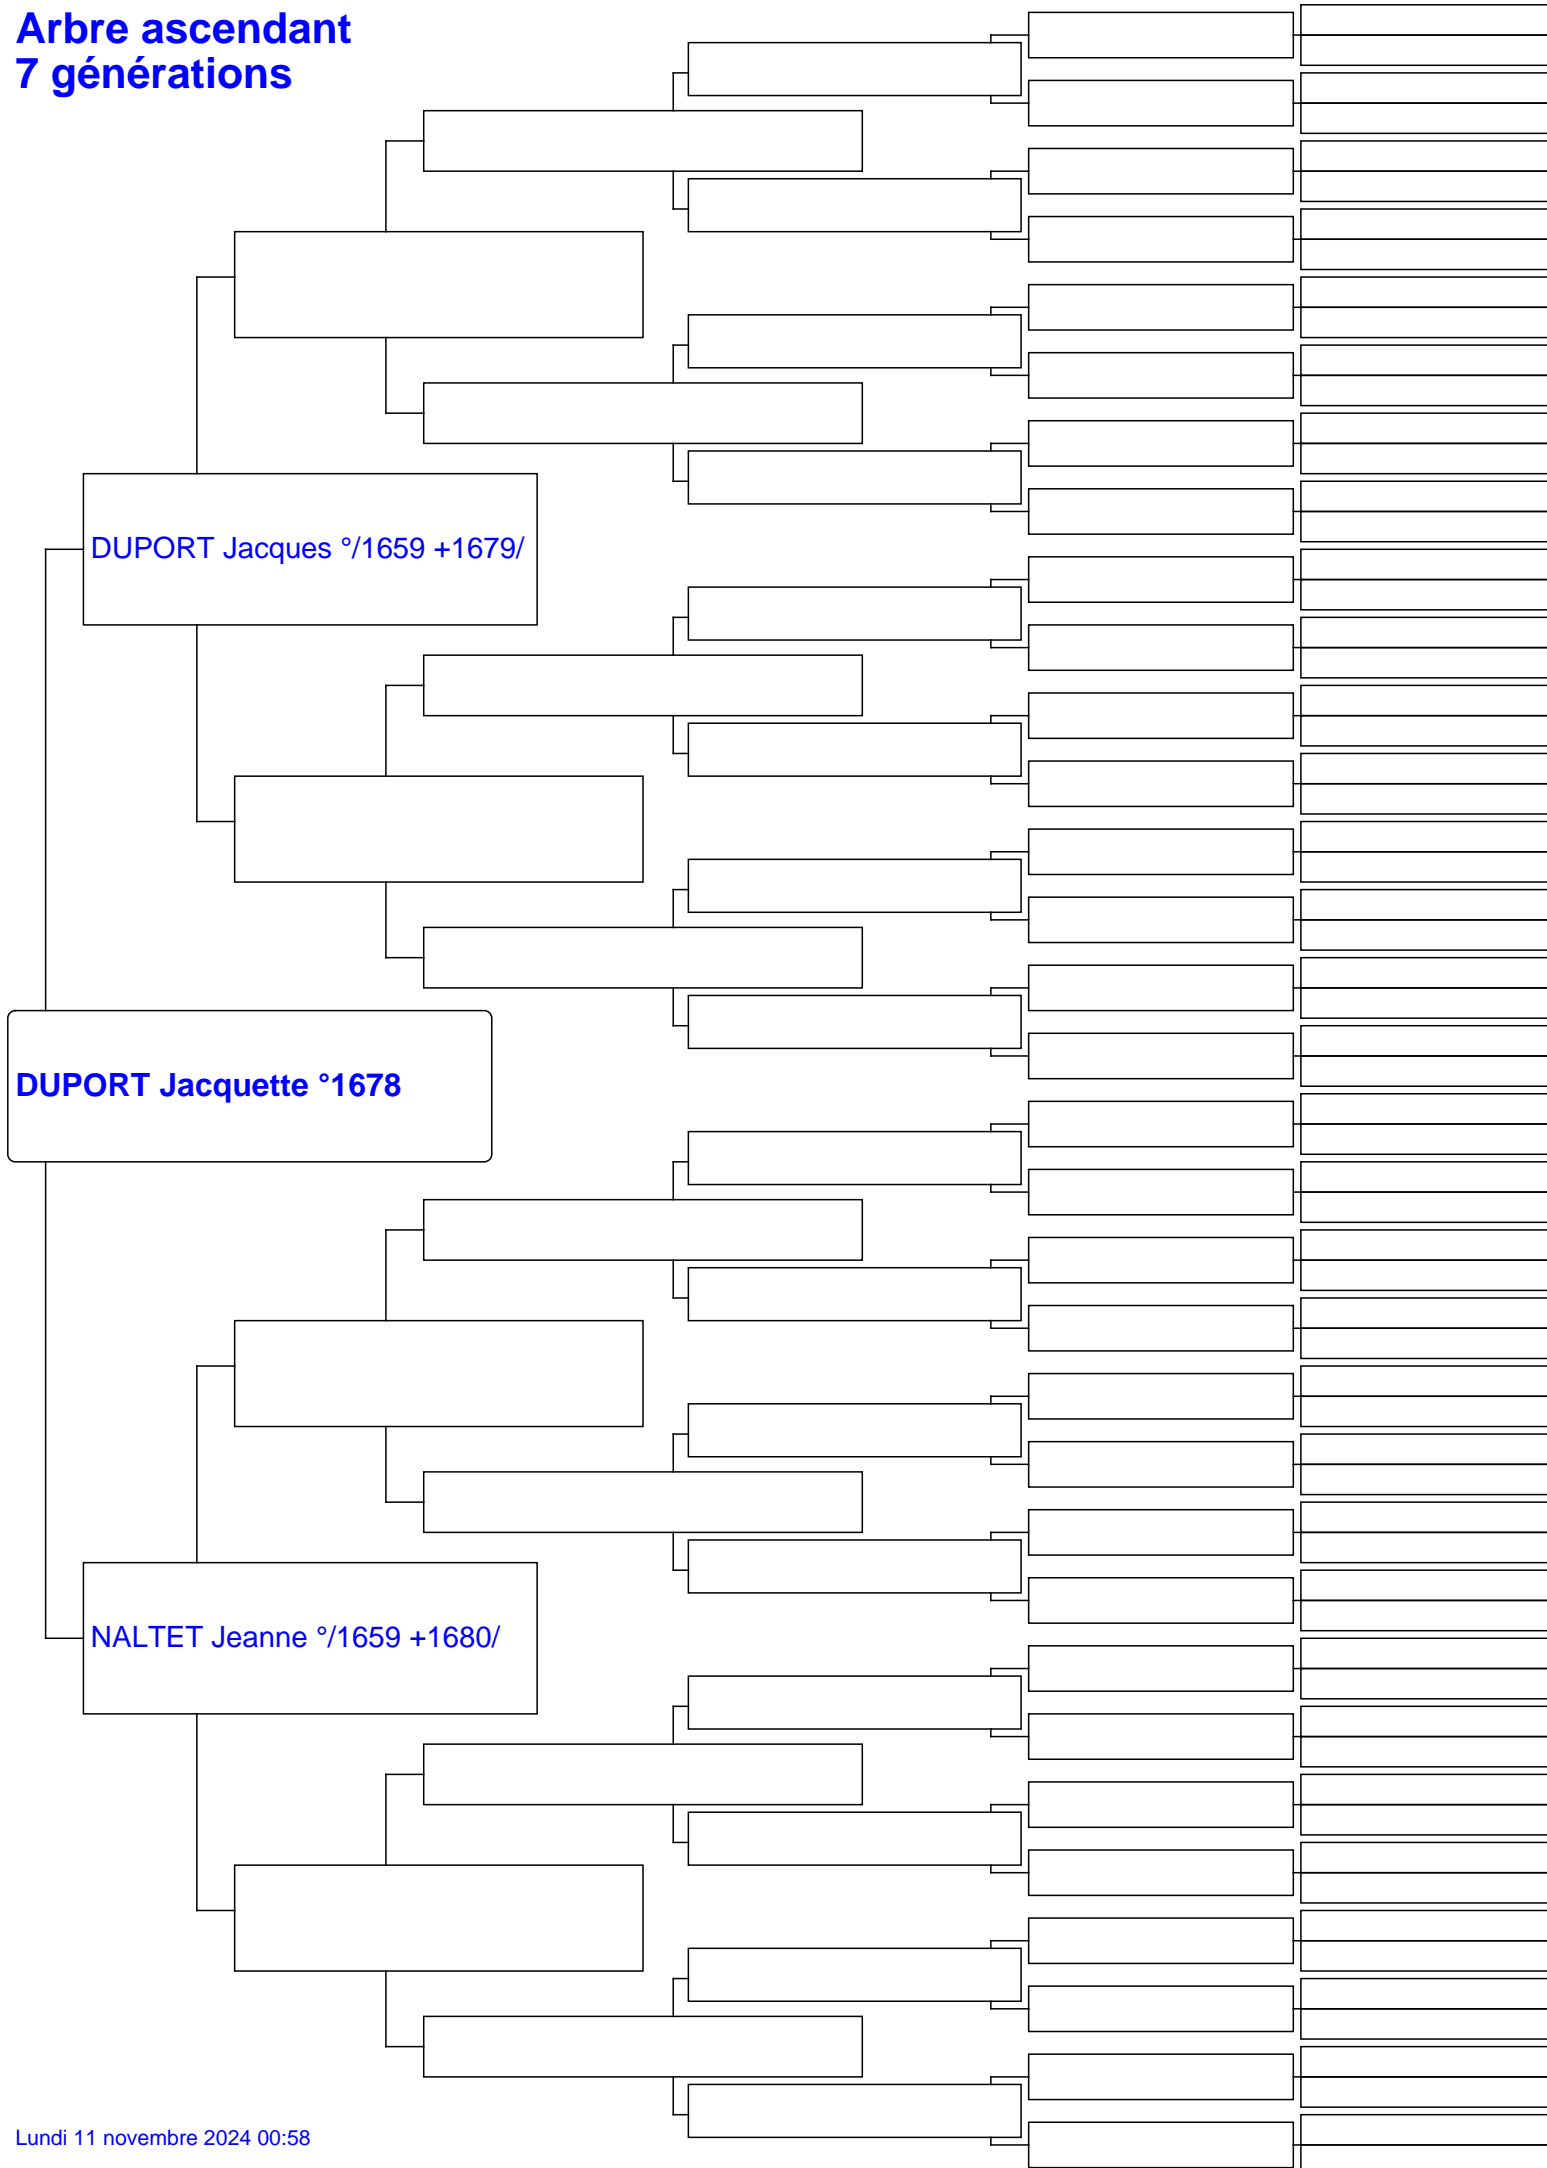 Arbre ascendant
7 générations
DUPORT Jacques °/1659 +1679/
DUPORT Jacquette °1678
NALTET Jeanne °/1659 +1680/
Lundi 11 novembre 2024 00:58